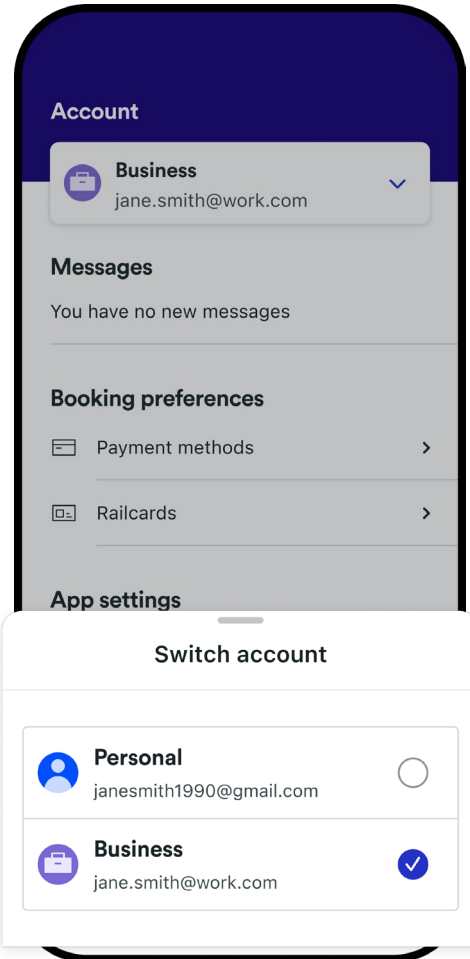 Account
Business
jane.smith@work.com
Messages
You have no new messages
Booking preferences
Payment methods
Railcards
App settings
Switch account
Personal
janesmith1990@gmail.com
Business
jane.smith@work.com